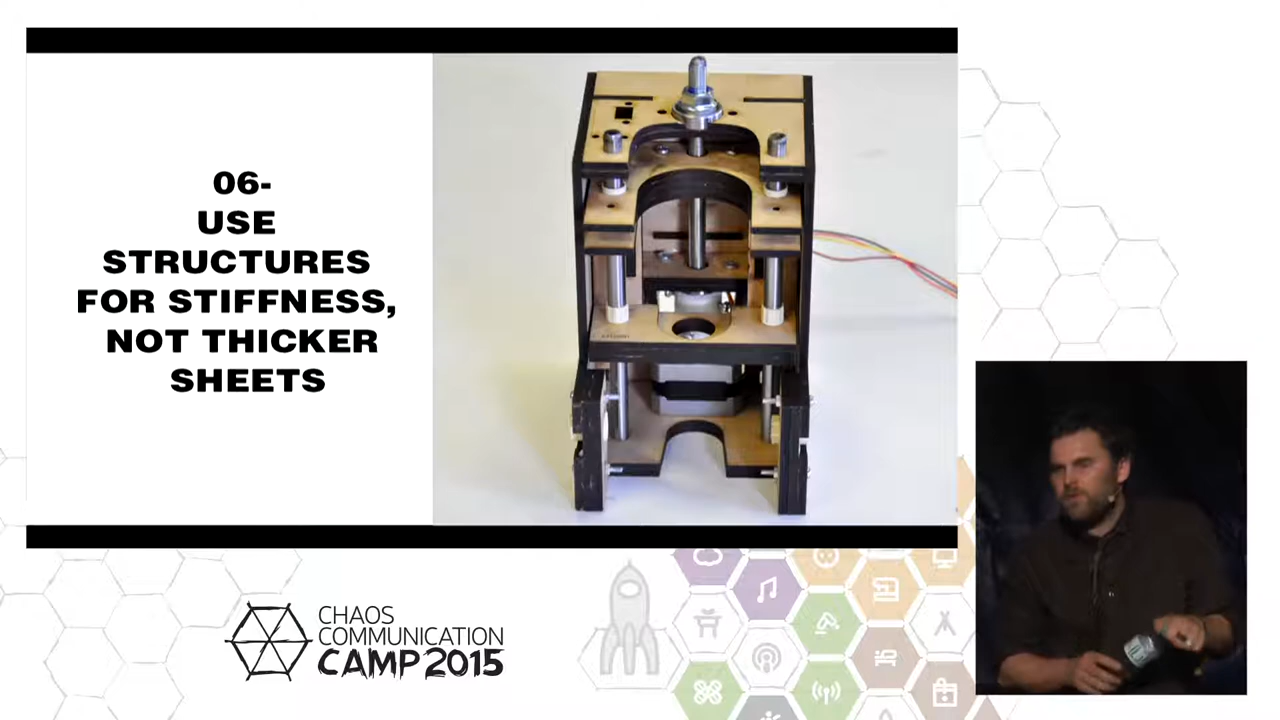 06-
USE
STRUCTURES
FOR STIFFNESS,
NOT THICKER
SHEETS
CHAOS
COMMUNICATION
CAMP 2015